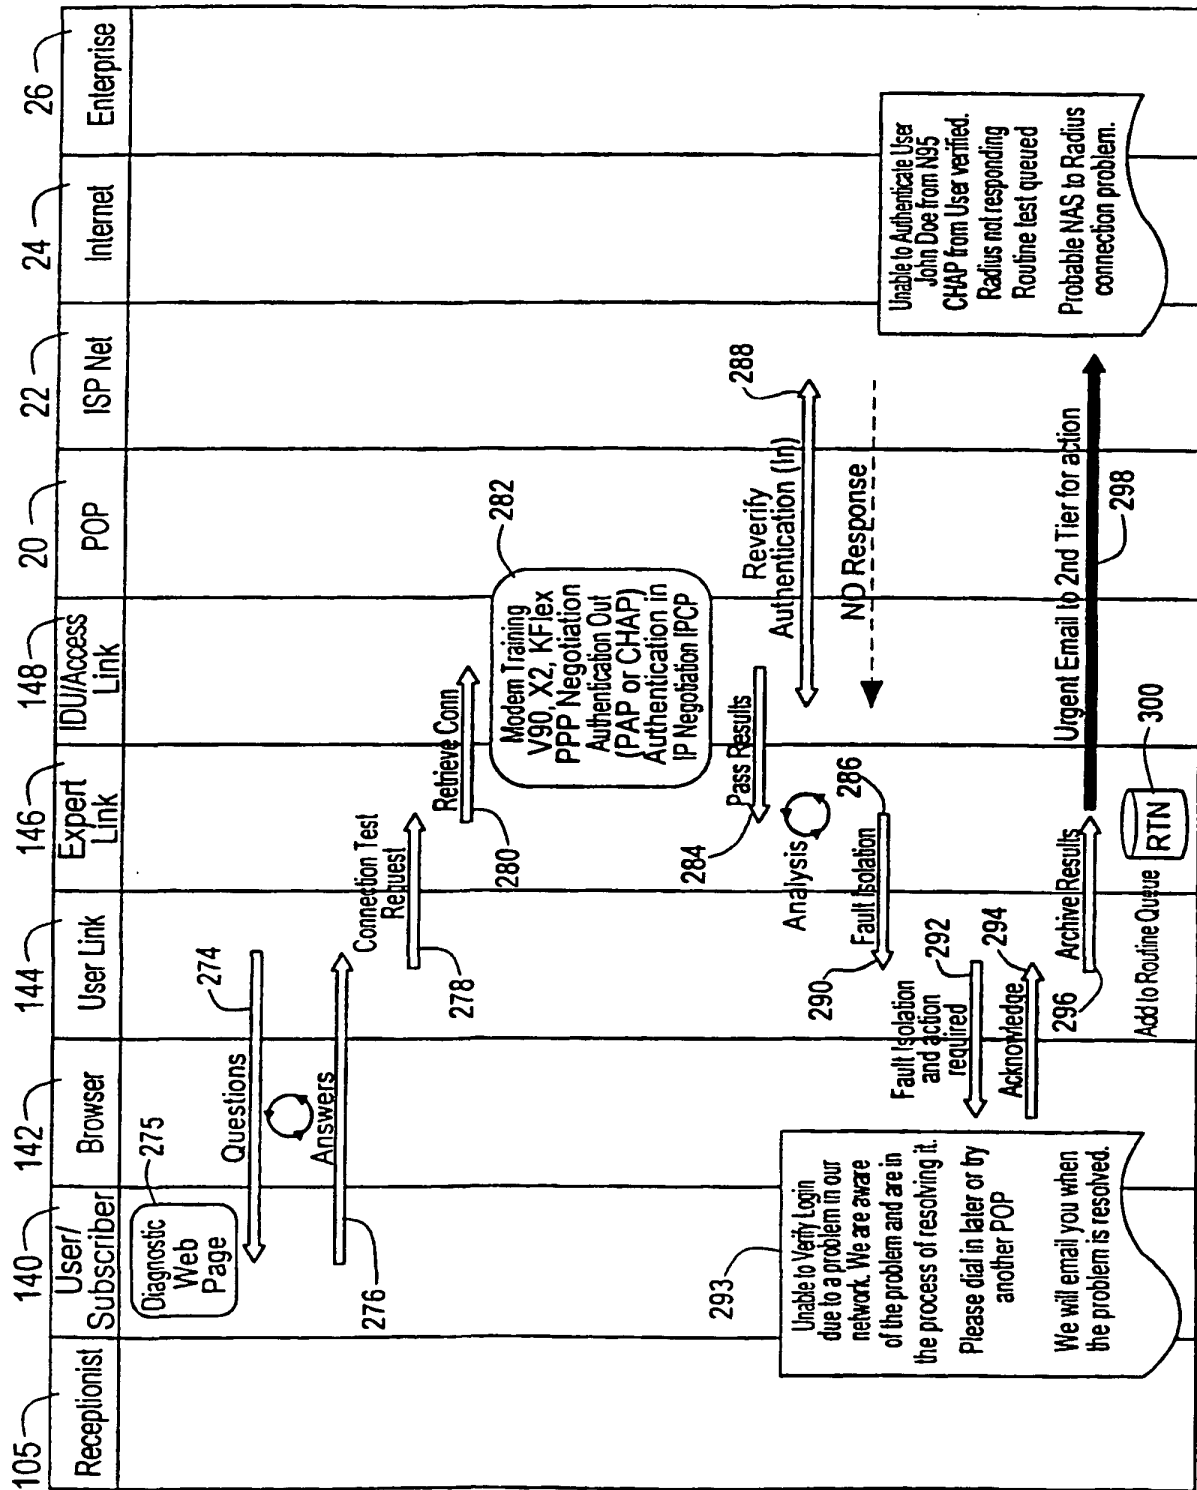 105
140
142
144
146
148
20
22
24
26
Receptionist
User/
Subscriber
Browser
User Link
Expert
Link
IDU/Access
Link
POP
ISP Net
Internet
Enterprise
Diagnostic
Web
Page
275
Questions
274
Answers
276
Connection Test
Request
278
Retrieve Conn
280
Modem Training
V90, X2, KFlex
PPP Negotiation
Authentication Out
(PAP or CHAP)
Authentication in
IP Negotiation IPCP
282
Pass Results
284
Reverify
Authentication (In)
288
Analysis
NO Response
286
Fault Isolation
290
Unable to Verify Login
due to a problem in our
network. We are aware
of the problem and are in
the process of resolving it.
Please dial in later or try
another POP
We will email you when
the problem is resolved.
293
Fault Isolation
and action
required
292
Acknowledge
294
Unable to Authenticate User
John Doe from N95
CHAP from User verified.
Radius not responding
Routine test queued
Probable NAS to Radius
connection problem.
Archive Results
296
Urgent Email to 2nd Tier for action
298
Add to Routine Queue
RTN
300